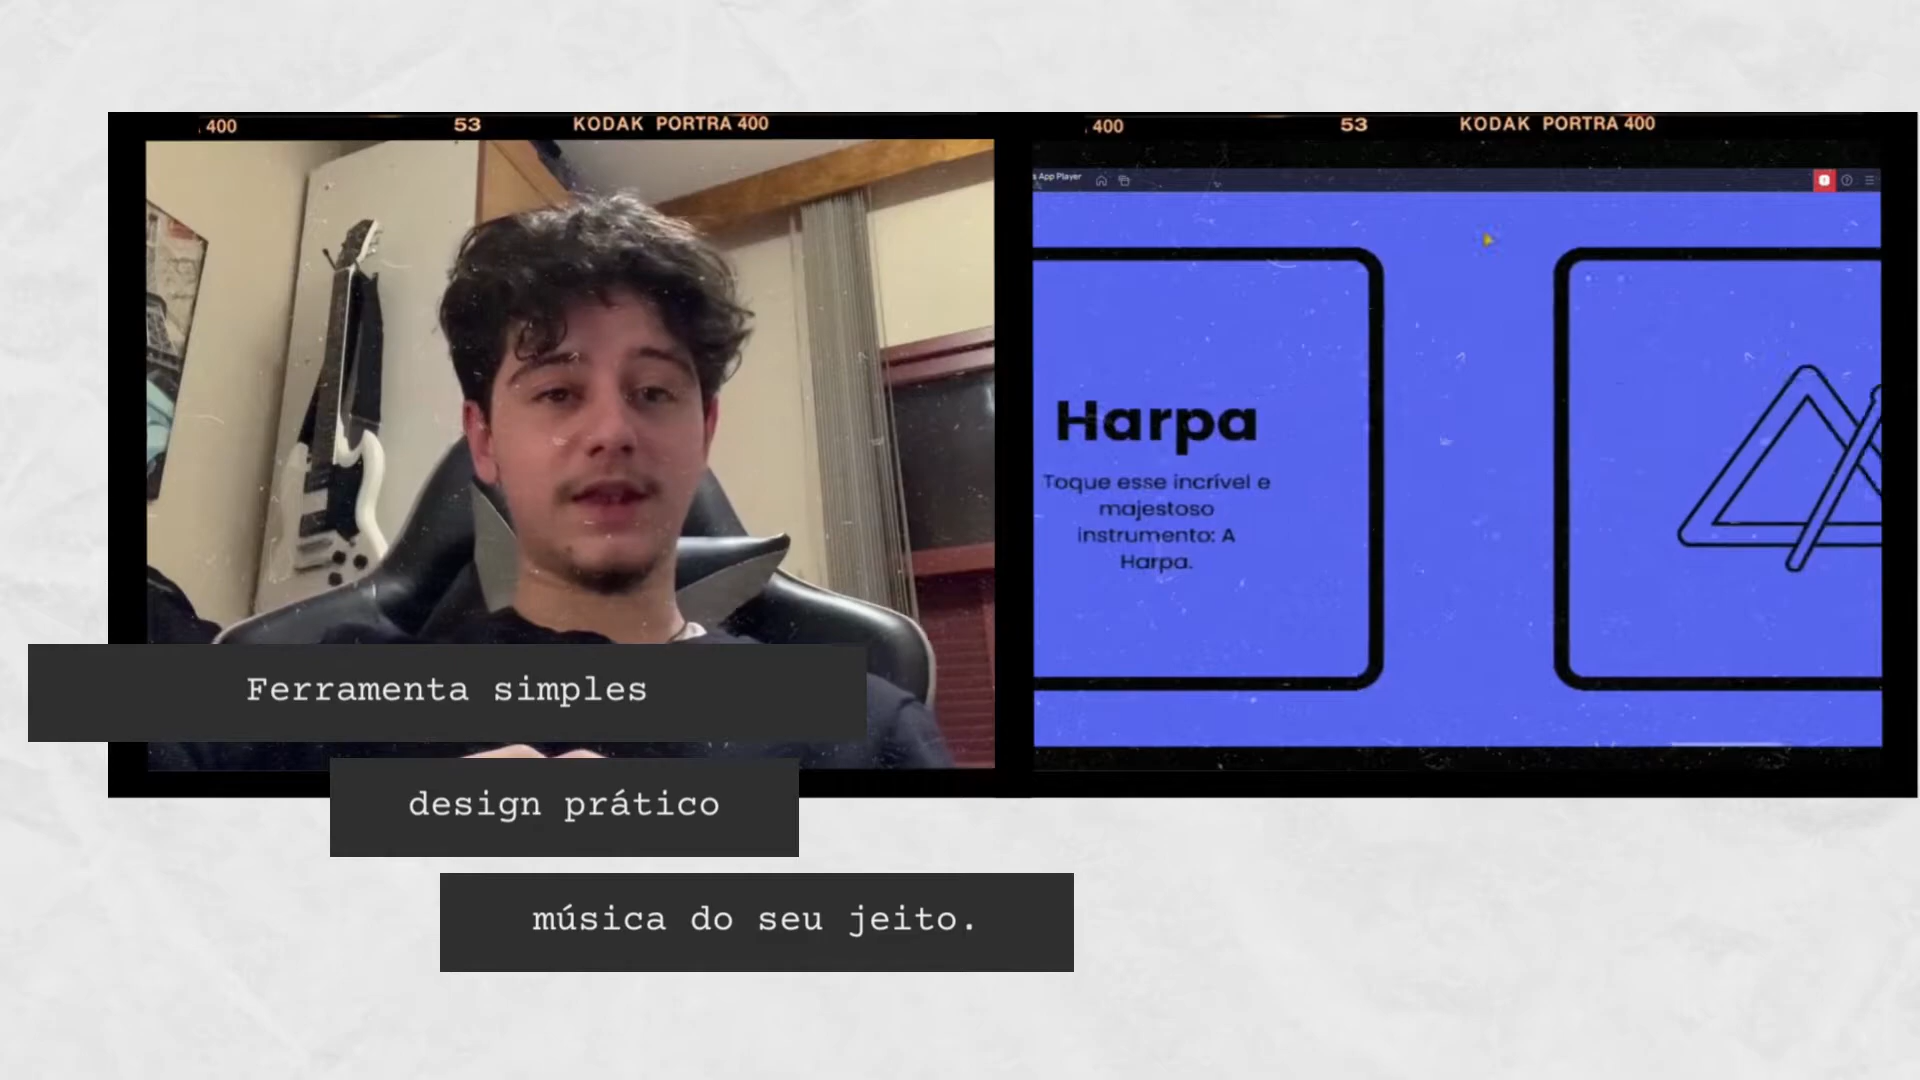 400
53
KODAK PORTRA 400
400
53
KODAK PORTRA 400
s App Player
Harpa
Toque esse incrível e
majestoso
instrumento: A
Harpa.
Ferramenta simples
design prático
música do seu jeito.